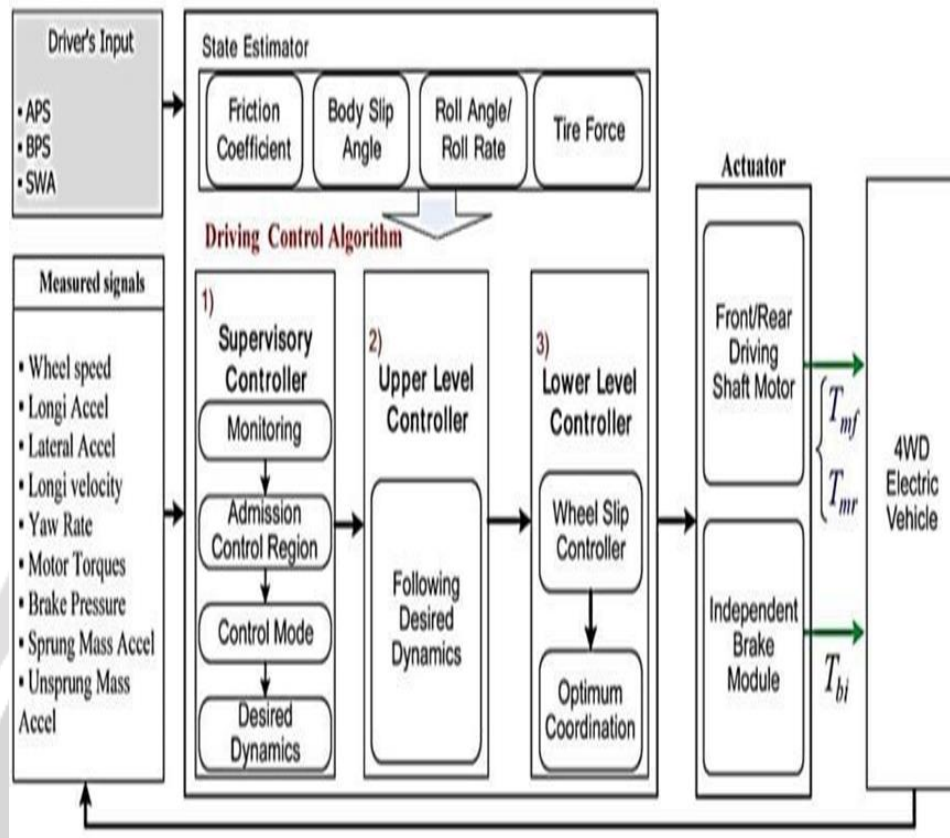 Driver's Input
• APS
• BPS
• SWA
Measured signals
• Wheel speed
• Longi Accel
• Lateral Accel
• Longi velocity
• Yaw Rate
• Motor Torques
• Brake Pressure
• Sprung Mass Accel
• Unsprung Mass
Accel
State Estimator
Friction
Coefficient
Body Slip
Angle
Roll Angle/
Roll Rate
Tire Force
Driving Control Algorithm
1)
Supervisory
Controller
Monitoring
Admission
Control Region
Control Mode
Desired
Dynamics
2)
Upper Level
Controller
Following
Desired
Dynamics
3)
Lower Level
Controller
Wheel Slip
Controller
Optimum
Coordination
Actuator
Front/Rear
Driving
Shaft Motor
Independent
Brake
Module
T_mf
T_mr
T_bi
4WD
Electric
Vehicle